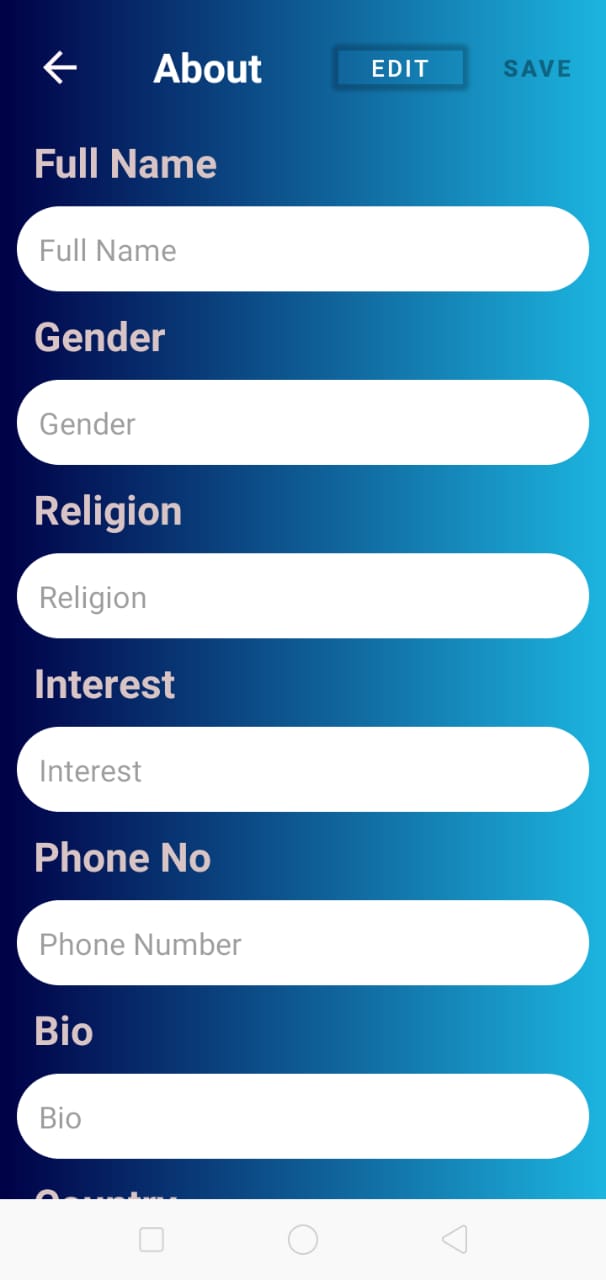 About EDIT SAVE
Full Name
Full Name
Gender
Gender
Religion
Religion
Interest
Interest
Phone No
Phone Number
Bio
Bio
Country